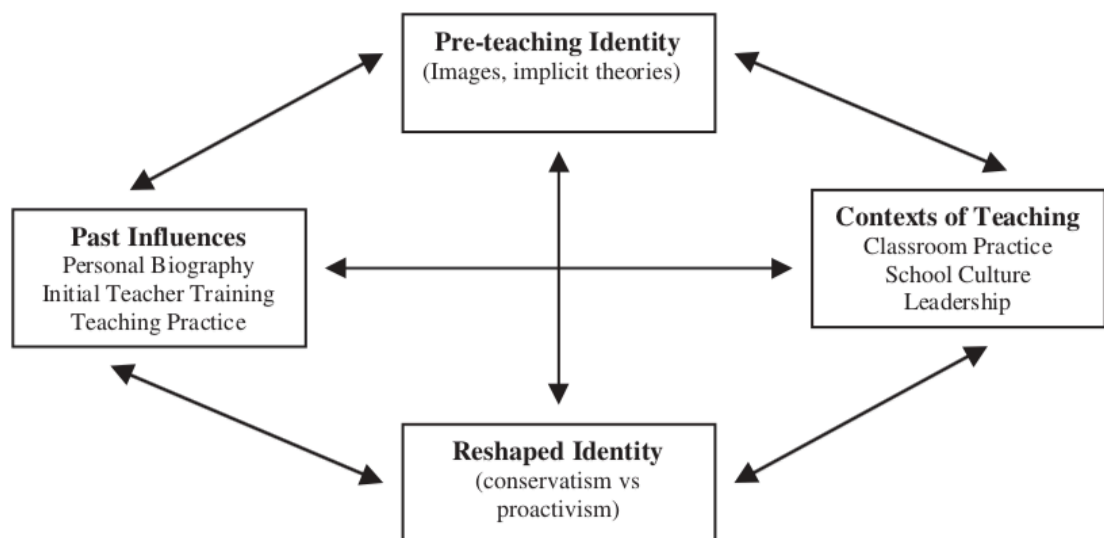 Pre-teaching Identity
(Images, implicit theories)
Past Influences
Personal Biography
Initial Teacher Training
Teaching Practice
Contexts of Teaching
Classroom Practice
School Culture
Leadership
Reshaped Identity
(conservatism vs
proactivism)